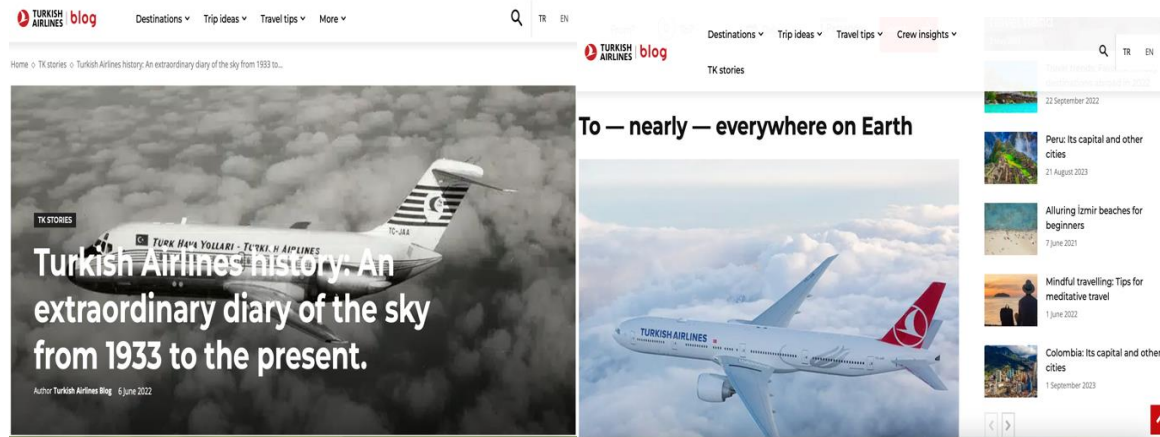 TURKISH
AIRLINES
blog
Destinations
Trip ideas
Travel tips
More
TR
EN
Home ◇ TK stories ◇ Turkish Airlines history: An extraordinary diary of the sky from 1933 to...
TC-JAA
TÜRK HAVA YOLLARI - TURKISH AIRLINES
TK STORIES
Turkish Airlines history: An
extraordinary diary of the sky
from 1933 to the present.
Author Turkish Airlines Blog 6 June 2022
TURKISH
AIRLINES
blog
Destinations
Trip ideas
Travel tips
Crew insights
TK stories
TR
EN
To — nearly — everywhere on Earth
TURKISH AIRLINES
22 September 2022
Peru: Its capital and other
cities
21 August 2023
Alluring İzmir beaches for
beginners
7 June 2021
Mindful travelling: Tips for
meditative travel
1 June 2022
Colombia: Its capital and other
cities
1 September 2023